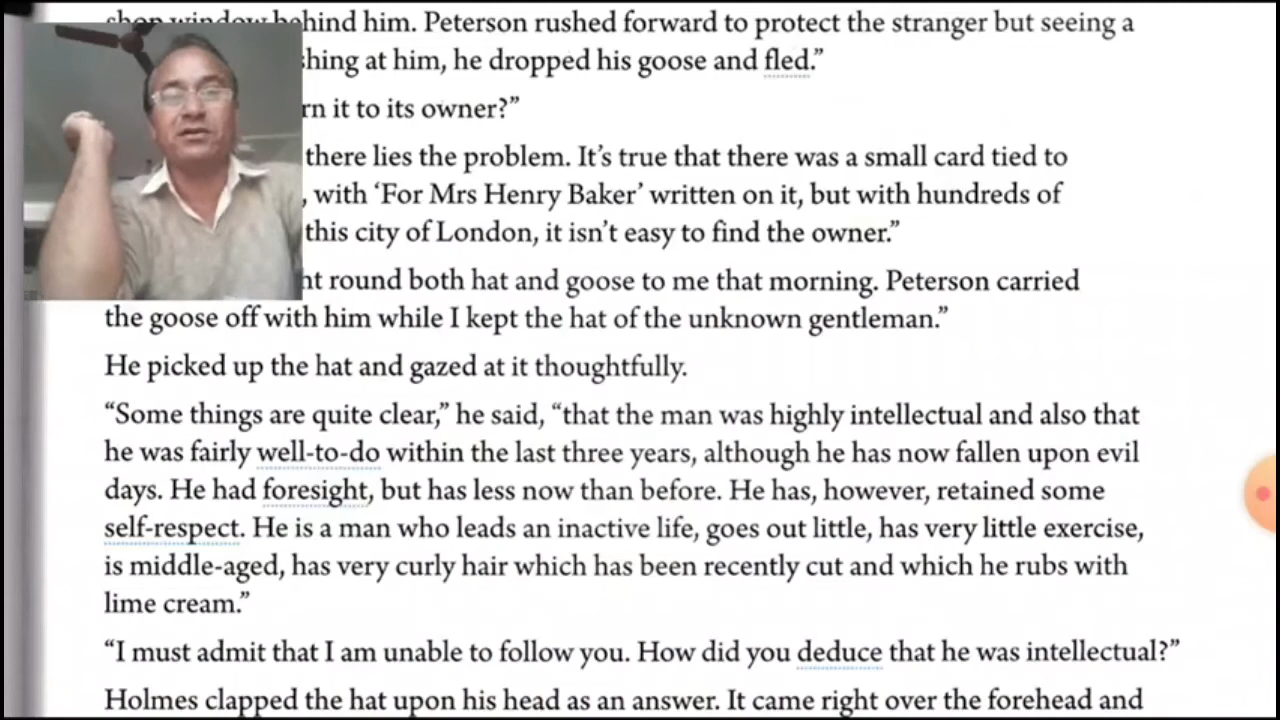 shop window behind him. Peterson rushed forward to protect the stranger but seeing a
hing at him, he dropped his goose and fled.”
rn it to its owner?”
there lies the problem. It’s true that there was a small card tied to
, with ‘For Mrs Henry Baker’ written on it, but with hundreds of
this city of London, it isn’t easy to find the owner.”
nt round both hat and goose to me that morning. Peterson carried
the goose off with him while I kept the hat of the unknown gentleman.”
He picked up the hat and gazed at it thoughtfully.
“Some things are quite clear,” he said, “that the man was highly intellectual and also that
he was fairly well-to-do within the last three years, although he has now fallen upon evil
days. He had foresight, but has less now than before. He has, however, retained some
self-respect. He is a man who leads an inactive life, goes out little, has very little exercise,
is middle-aged, has very curly hair which has been recently cut and which he rubs with
lime cream.”
“I must admit that I am unable to follow you. How did you deduce that he was intellectual?”
Holmes clapped the hat upon his head as an answer. It came right over the forehead and